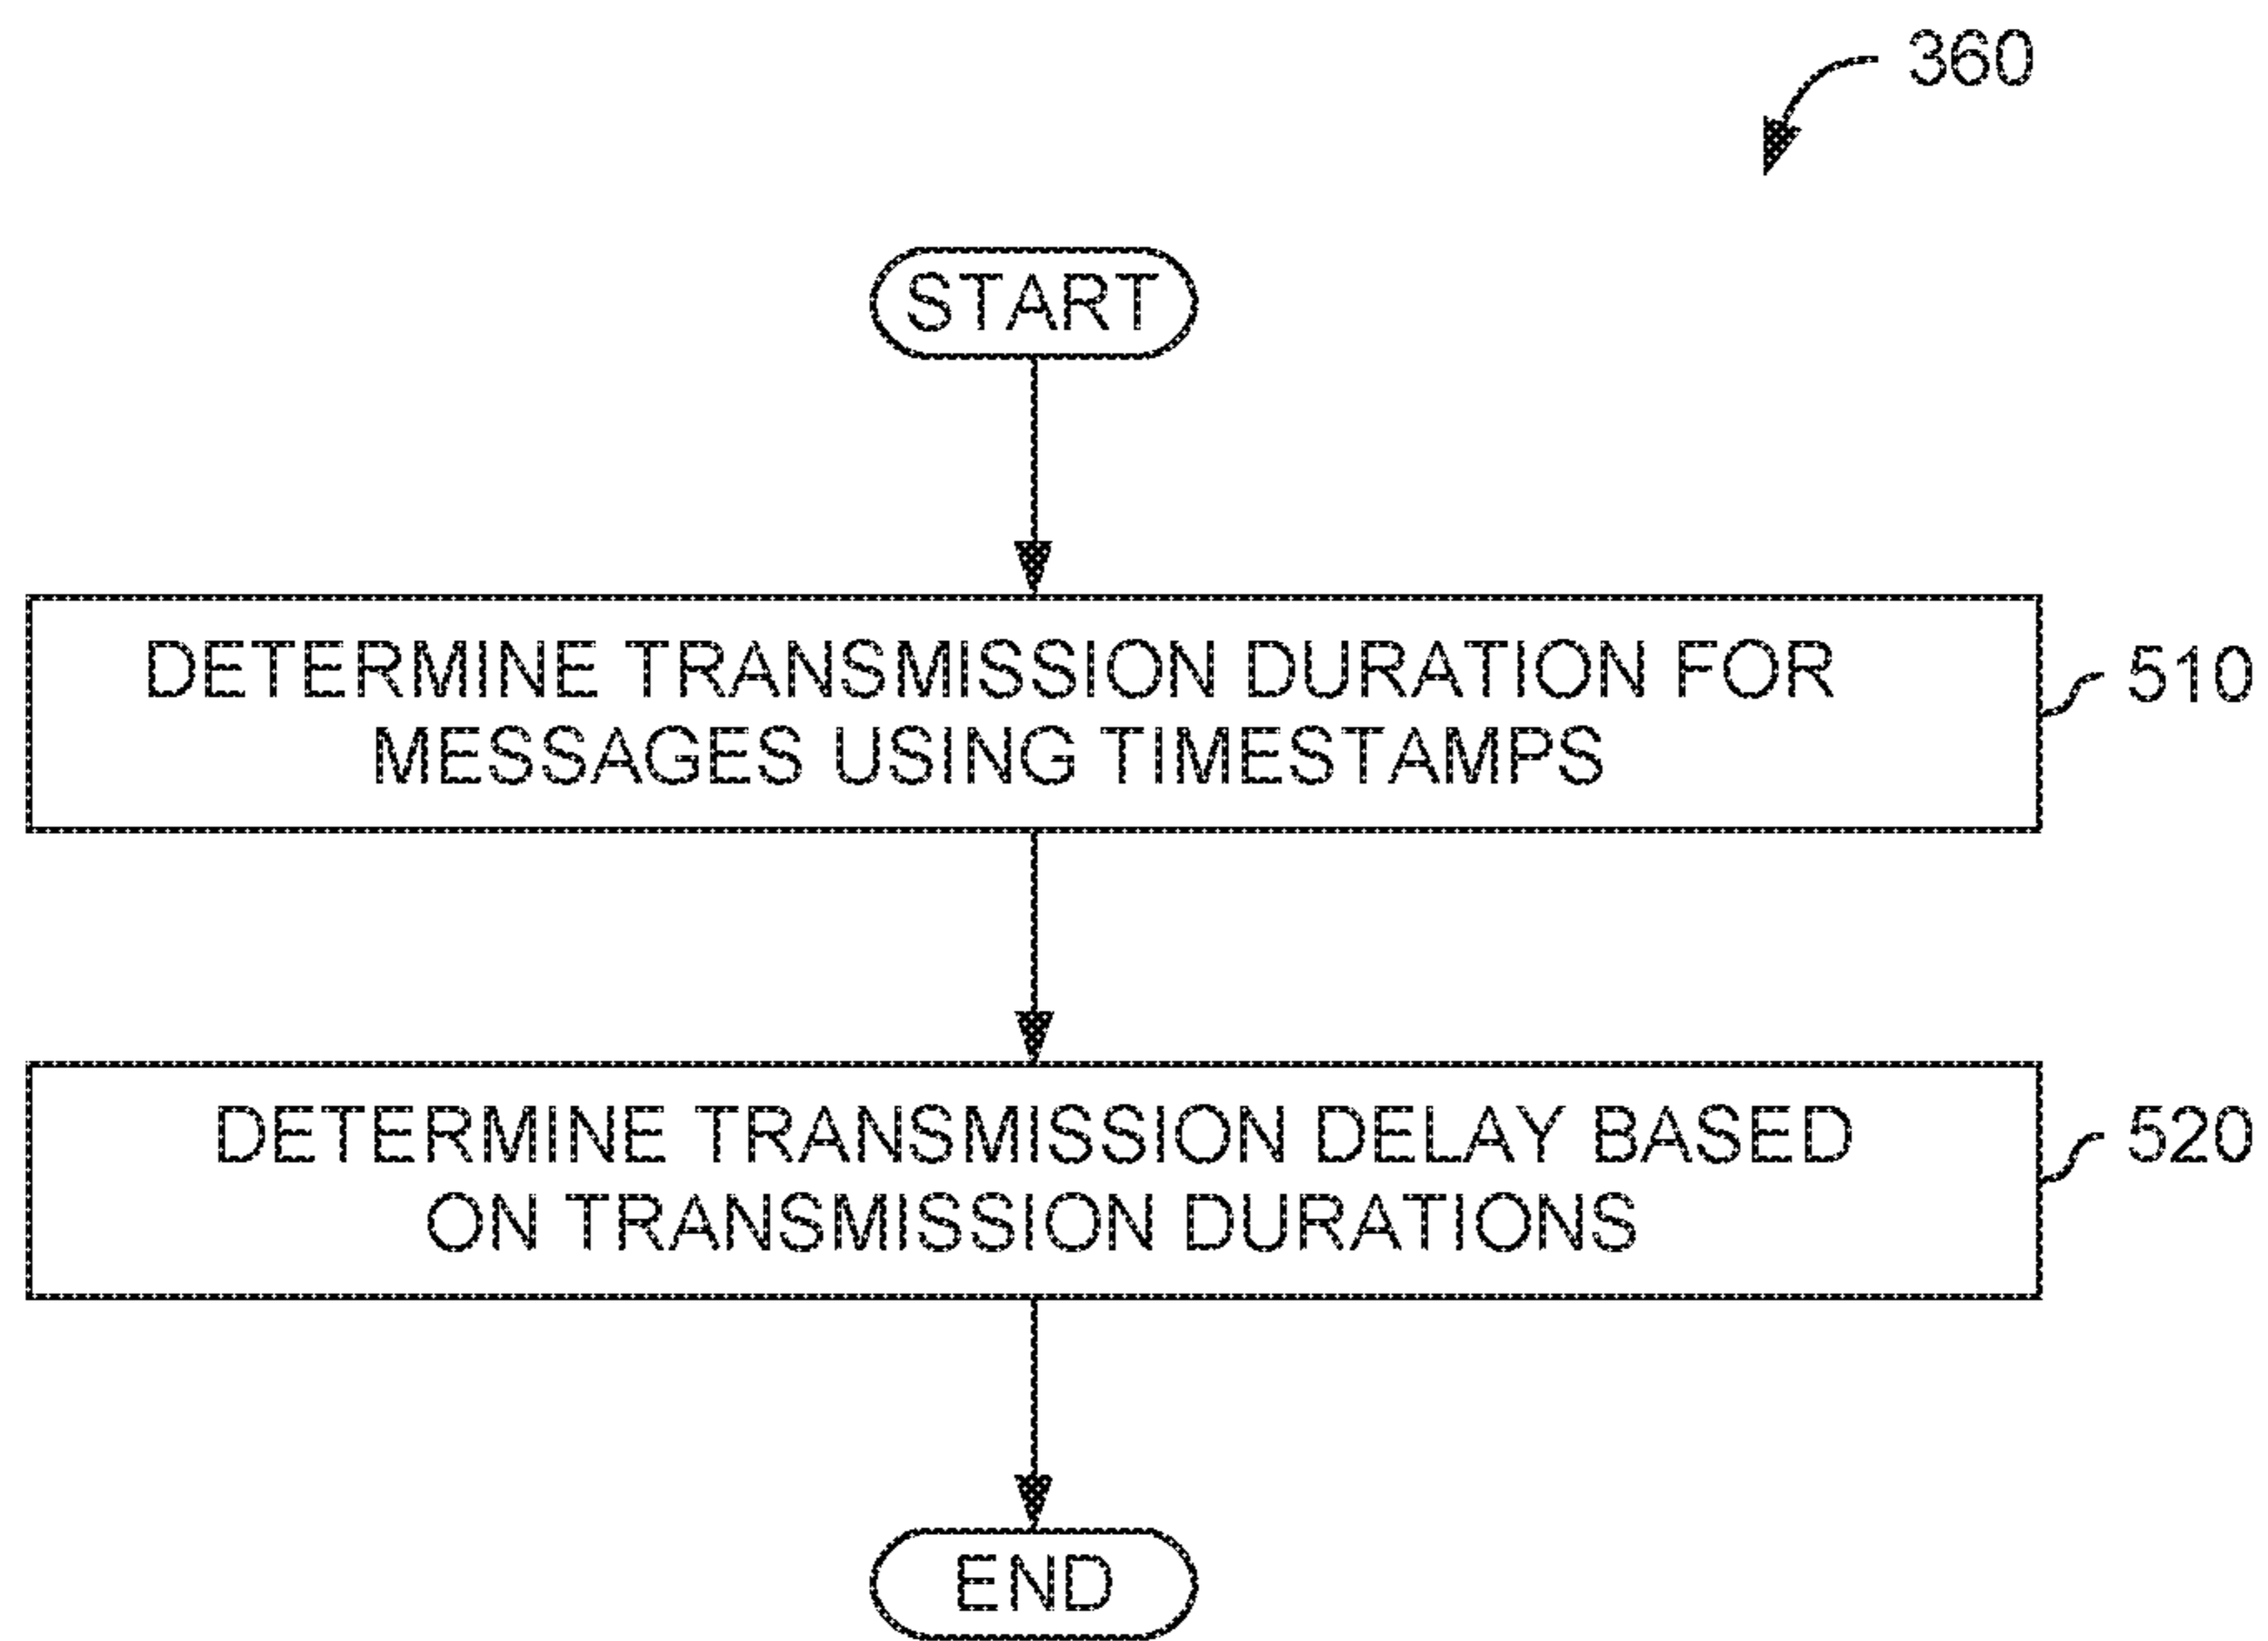 360
START
DETERMINE TRANSMISSION DURATION FOR
MESSAGES USING TIMESTAMPS
510
DETERMINE TRANSMISSION DELAY BASED
ON TRANSMISSION DURATIONS
520
END